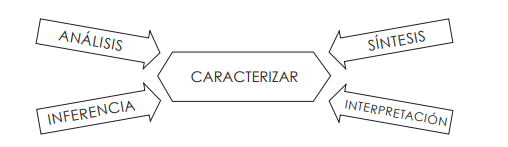 ANÁLISIS
SÍNTESIS
CARACTERIZAR
INFERENCIA
INTERPRETACIÓN